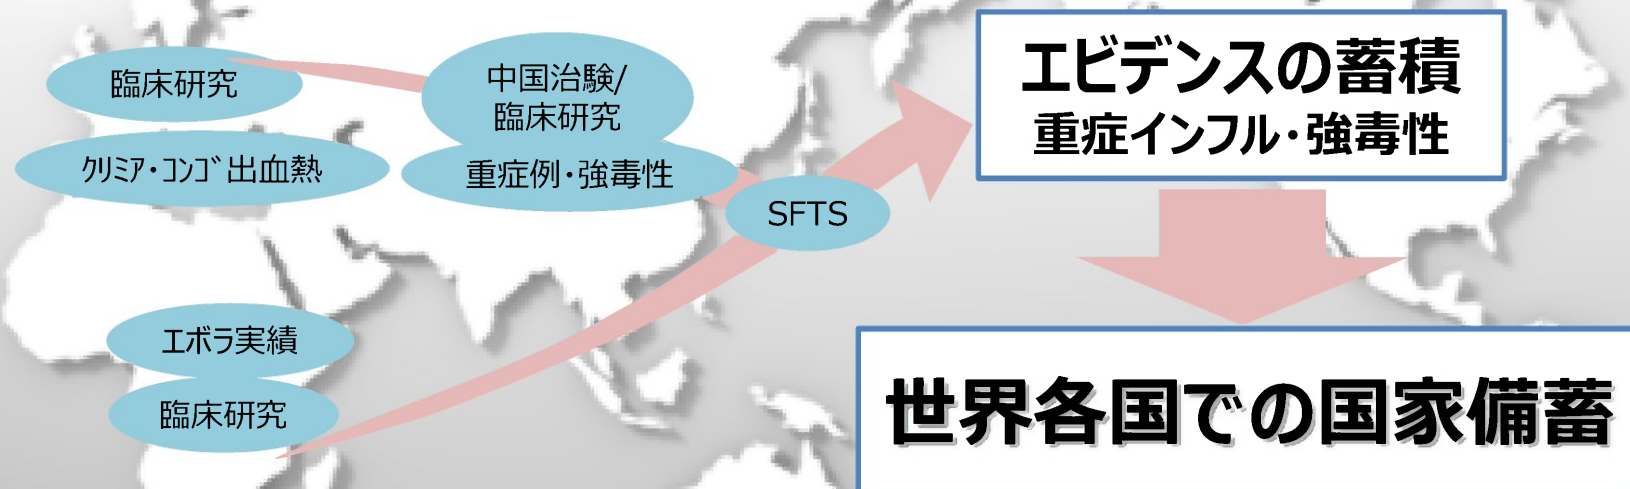 臨床研究
ｸﾘﾐｱ・ｺﾝｺﾞ出血熱
中国治験/
臨床研究
重症例・強毒性
SFTS
エボラ実績
臨床研究
エビデンスの蓄積
重症インフル・強毒性
世界各国での国家備蓄